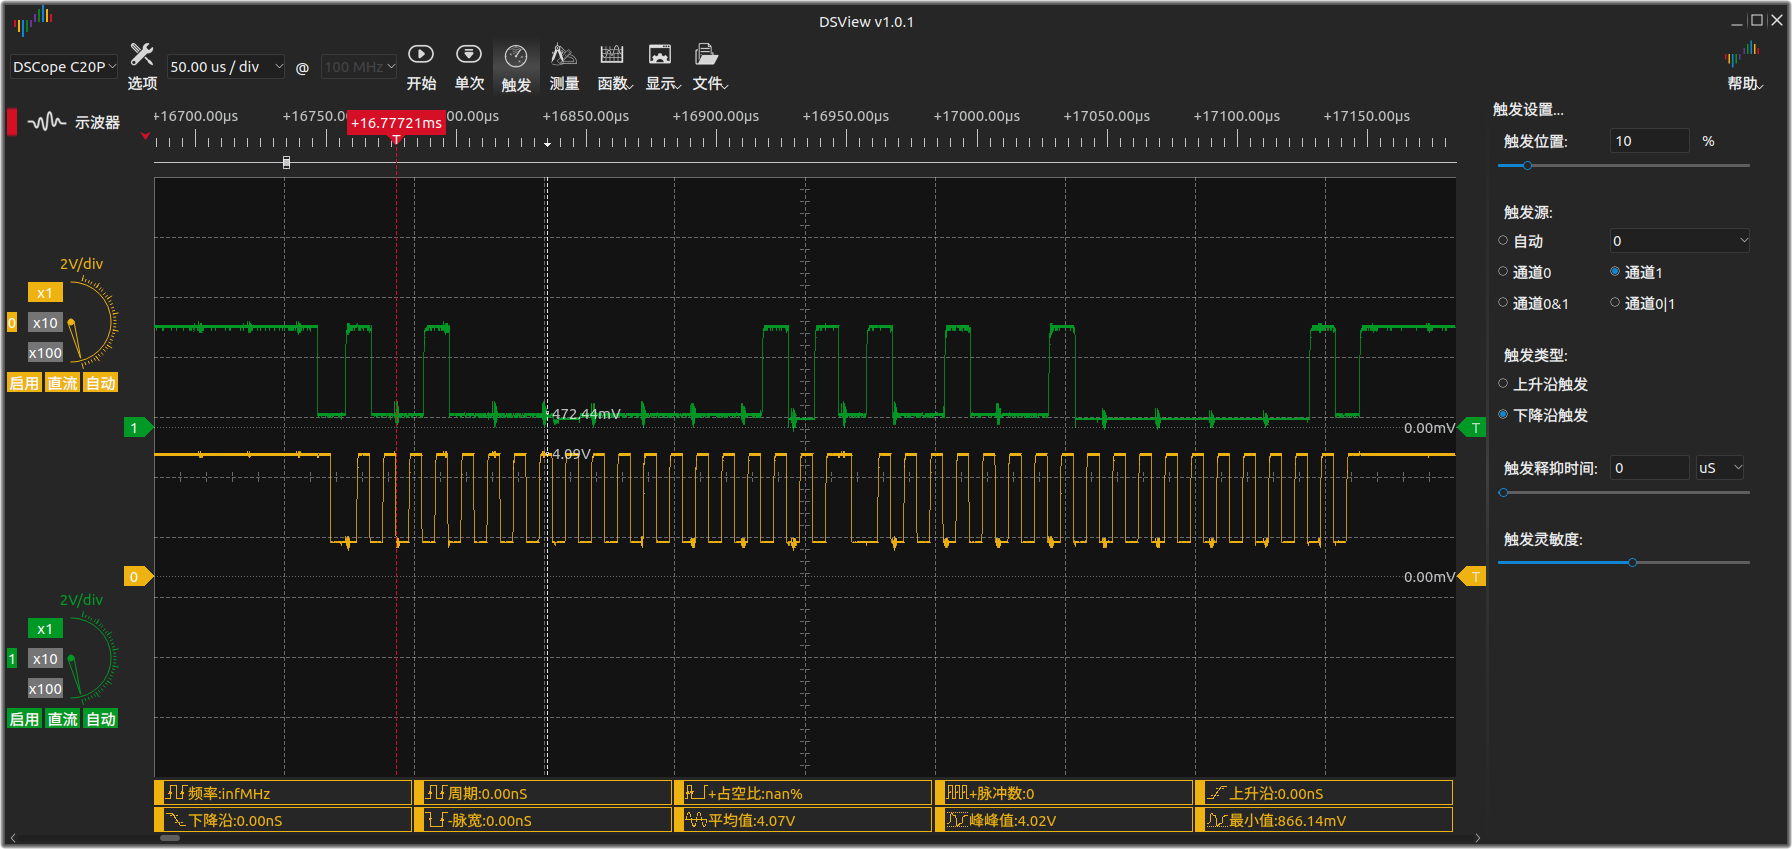 DSView v1.0.1
DSCope C20P
选项
50.00 us / div
@
100 MHz
开始
单次
触发
测量
函数
显示
文件
帮助
示波器
+16700.00μs
+16750.0
+16.77721ms
00.00μs
+16850.00μs
+16900.00μs
+16950.00μs
+17000.00μs
+17050.00μs
+17100.00μs
+17150.00μs
T
2V/div
x1
0
x10
x100
启用
直流
自动
1
472.44mV
0.00mV
T
4.09V
0
0.00mV
T
2V/div
x1
1
x10
x100
启用
直流
自动
频率:infMHz
周期:0.00nS
+占空比:nan%
+脉冲数:0
上升沿:0.00nS
下降沿:0.00nS
-脉宽:0.00nS
平均值:4.07V
峰峰值:4.02V
最小值:866.14mV
触发设置...
触发位置:
10
%
触发源:
自动
0
通道0
通道1
通道0&1
通道0|1
触发类型:
上升沿触发
下降沿触发
触发释抑时间:
0
uS
触发灵敏度: